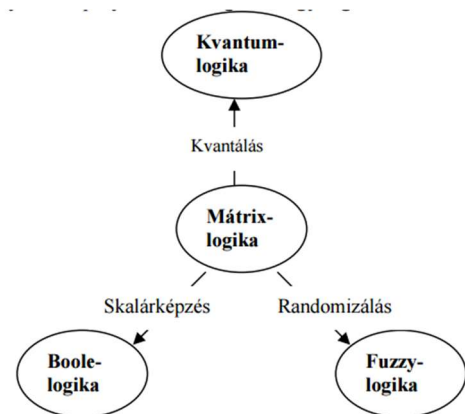 Kvantum-
logika
Kvantálás
Mátrix-
logika
Skalárképzés
Randomizálás
Boole-
logika
Fuzzy-
logika